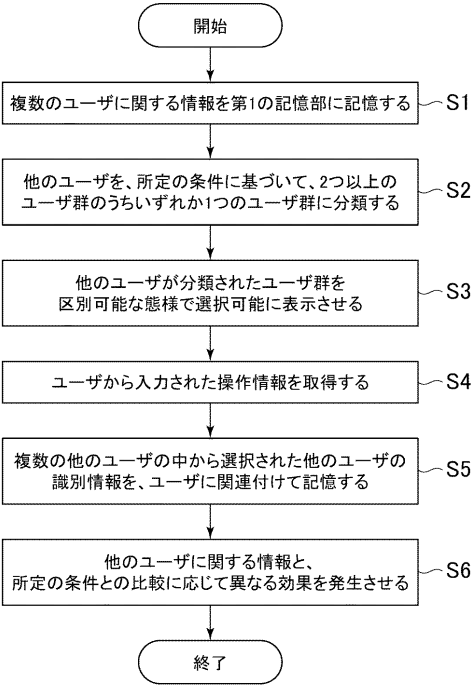 開始
複数のユーザに関する情報を第1の記憶部に記憶する
S1
他のユーザを、所定の条件に基づいて、2つ以上の
ユーザ群のうちいずれか1つのユーザ群に分類する
S2
他のユーザが分類されたユーザ群を
区別可能な態様で選択可能に表示させる
S3
ユーザから入力された操作情報を取得する
S4
複数の他のユーザの中から選択された他のユーザの
識別情報を、ユーザに関連付けて記憶する
S5
他のユーザに関する情報と、
所定の条件との比較に応じて異なる効果を発生させる
S6
終了